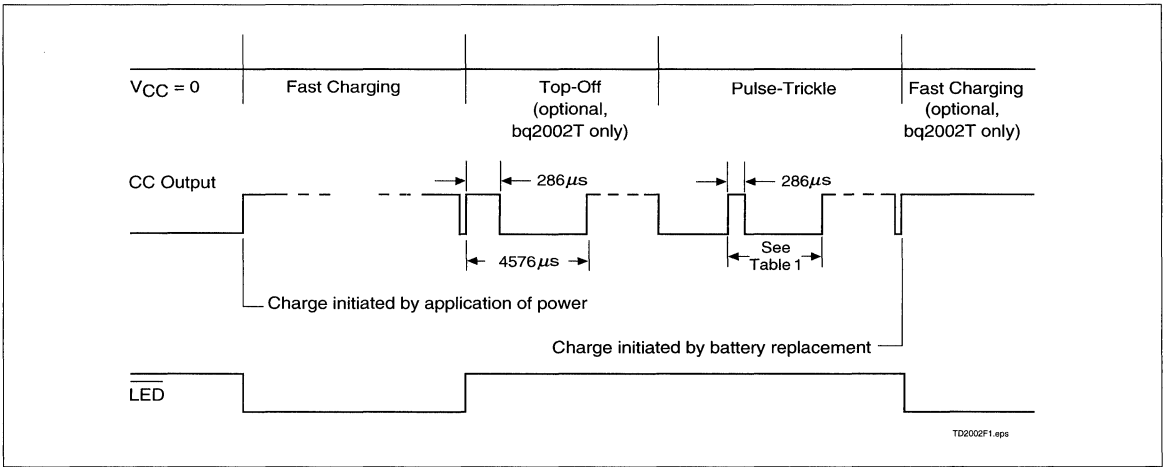 VCC = 0
Fast Charging
Top-Off
(optional,
bq2002T only)
Pulse-Trickle
Fast Charging
(optional,
bq2002T only)
CC Output
286µs
286µs
4576µs
See
Table 1
Charge initiated by application of power
Charge initiated by battery replacement
LED
TD2002F1.eps